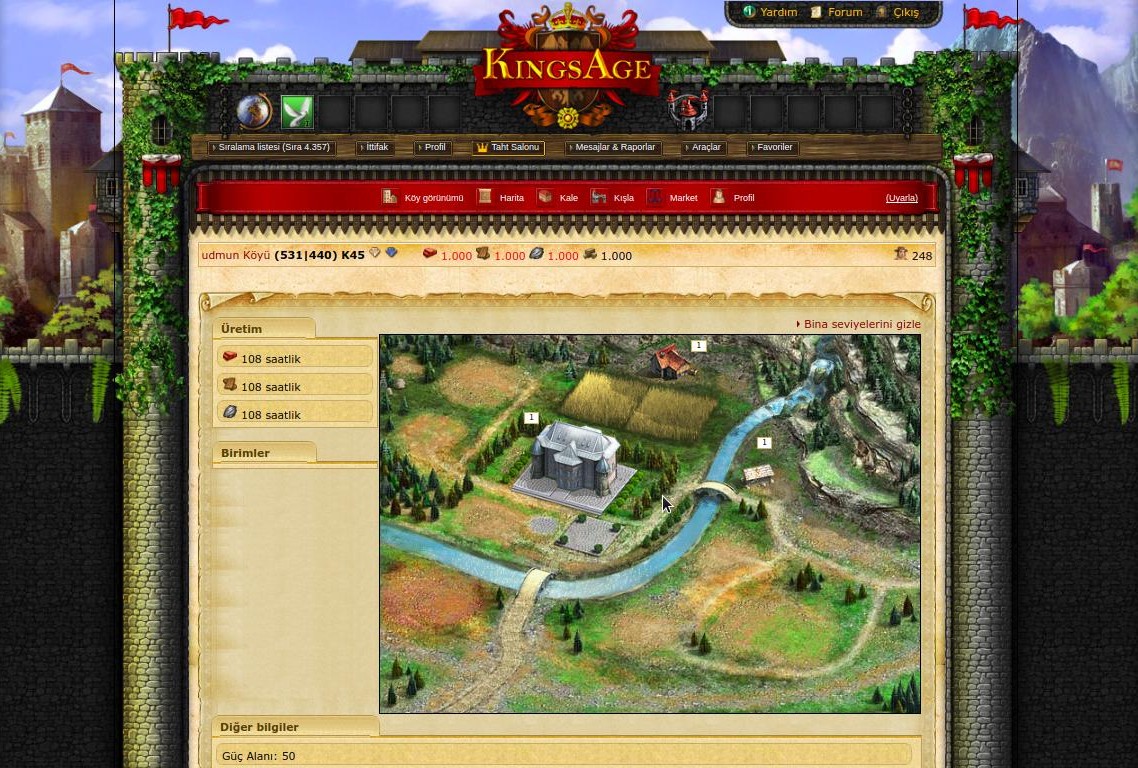 Yardım Forum Çıkış
KINGSAGE
Sıralama listesi (Sıra 4.357) İttifak Profil Taht Salonu Mesajlar & Raporlar Araçlar Favoriler
Köy görünümü Harita Kale Kışla Market Profil (Uyarla)
udmun Köyü (531|440) K45 1.000 1.000 1.000 1.000 248
Bina seviyelerini gizle
Üretim
108 saatlik
108 saatlik
108 saatlik
Birimler
1
1
1
Diğer bilgiler
Güç Alanı: 50